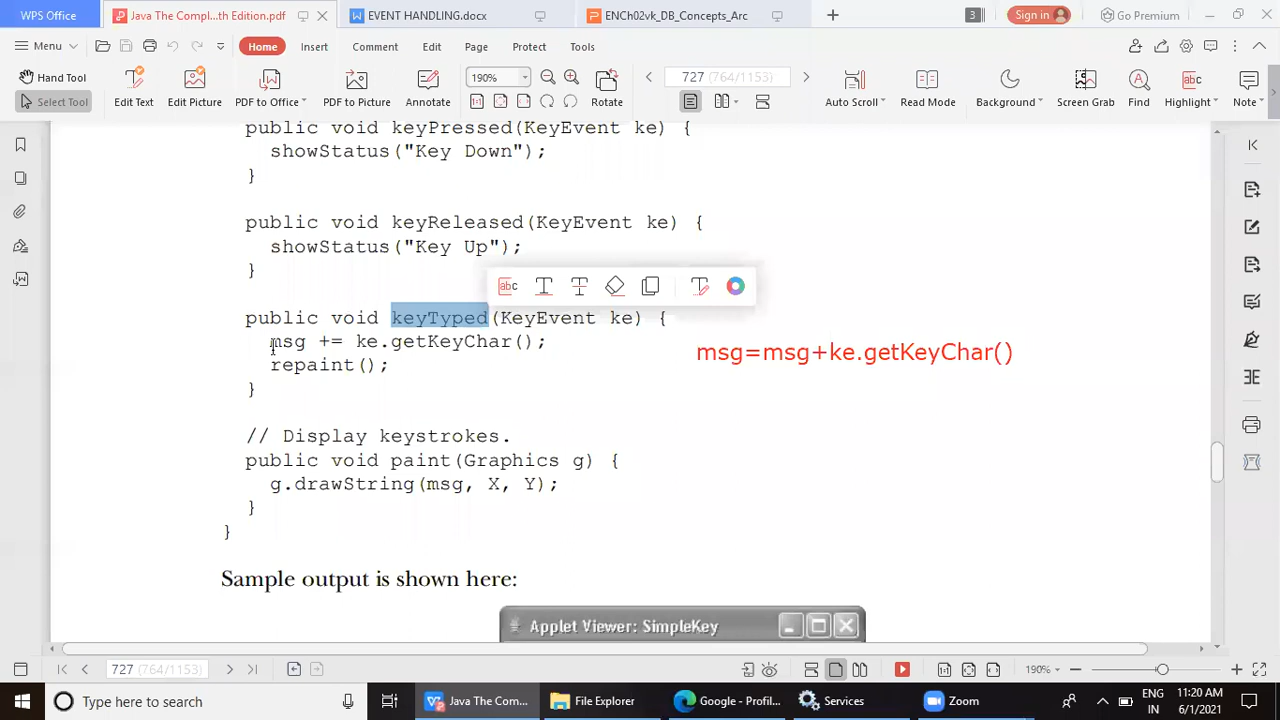 WPS Office
Java The Compl...th Edition.pdf
EVENT HANDLING.docx
ENCh02vk_DB_Concepts_Ar...
3
Sign in
Go Premium
Menu
Home
Insert
Comment
Edit
Page
Protect
Tools
Hand Tool
Select Tool
Edit Text
Edit Picture
PDF to Office
PDF to Picture
Annotate
190%
Rotate
727 (764/1153)
Auto Scroll
Read Mode
Background
Screen Grab
Find
Highlight
Note
public void keyPressed(KeyEvent ke) {
showStatus("Key Down");
}
public void keyReleased(KeyEvent ke) {
showStatus("Key Up");
}
public void keyTyped(KeyEvent ke) {
msg += ke.getKeyChar();
msg=msg+ke.getKeyChar()
repaint();
}
// Display keystrokes.
public void paint(Graphics g) {
g.drawString(msg, X, Y);
}
}
Sample output is shown here:
Applet Viewer: SimpleKey
727 (764/1153)
190%
Type here to search
Java The Com...
File Explorer
Google - Profil...
Services
Zoom
ENG
IN
11:20 AM
6/1/2021